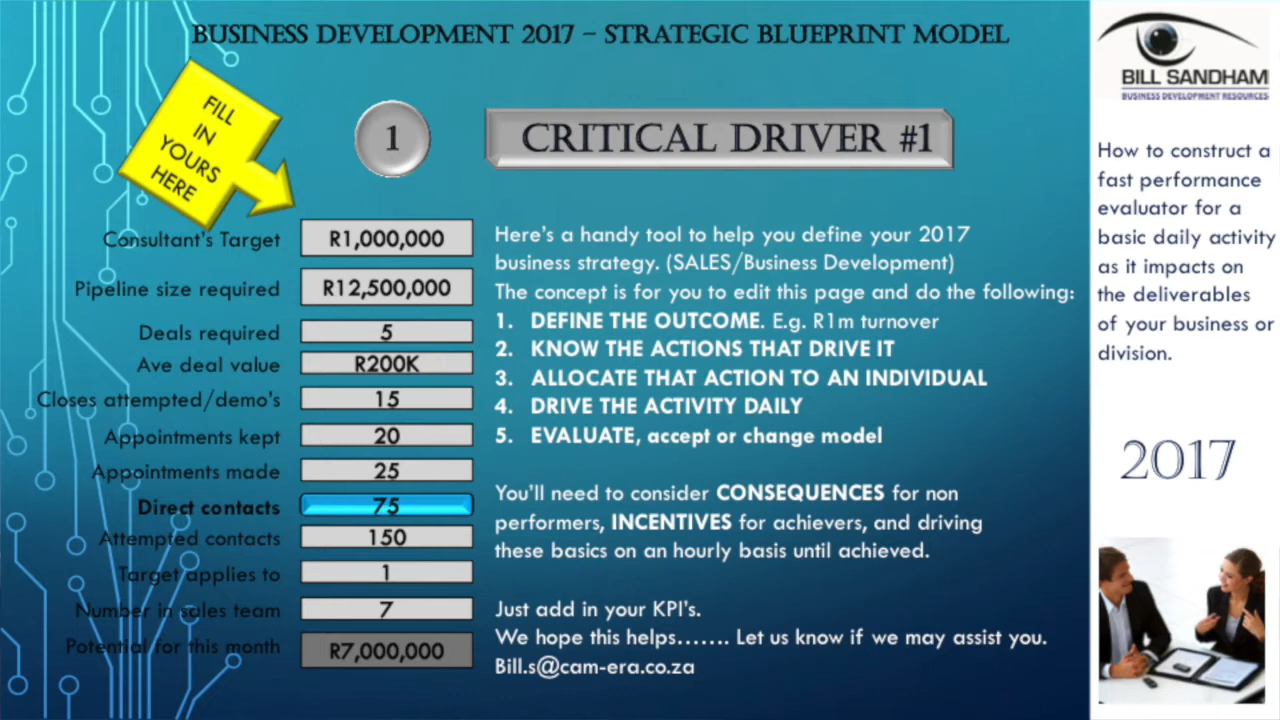 BUSINESS DEVELOPMENT 2017 – STRATEGIC BLUEPRINT MODEL
BILL SANDHAM
BUSINESS DEVELOPMENT RESOURCES
FILL
IN
YOURS
HERE
1
CRITICAL DRIVER #1
Consultant's Target R1,000,000
Pipeline size required R12,500,000
Deals required 5
Ave deal value R200K
Closes attempted/demo's 15
Appointments kept 20
Appointments made 25
Direct contacts 75
Attempted contacts 150
Target applies to 1
Number in sales team 7
Potential for this month R7,000,000
Here's a handy tool to help you define your 2017
business strategy. (SALES/Business Development)
The concept is for you to edit this page and do the following:
1. DEFINE THE OUTCOME. E.g. R1m turnover
2. KNOW THE ACTIONS THAT DRIVE IT
3. ALLOCATE THAT ACTION TO AN INDIVIDUAL
4. DRIVE THE ACTIVITY DAILY
5. EVALUATE, accept or change model
You'll need to consider CONSEQUENCES for non
performers, INCENTIVES for achievers, and driving
these basics on an hourly basis until achieved.
Just add in your KPI's.
We hope this helps....... Let us know if we may assist you.
Bill.s@cam-era.co.za
How to construct a
fast performance
evaluator for a
basic daily activity
as it impacts on
the deliverables
of your business or
division.
2017